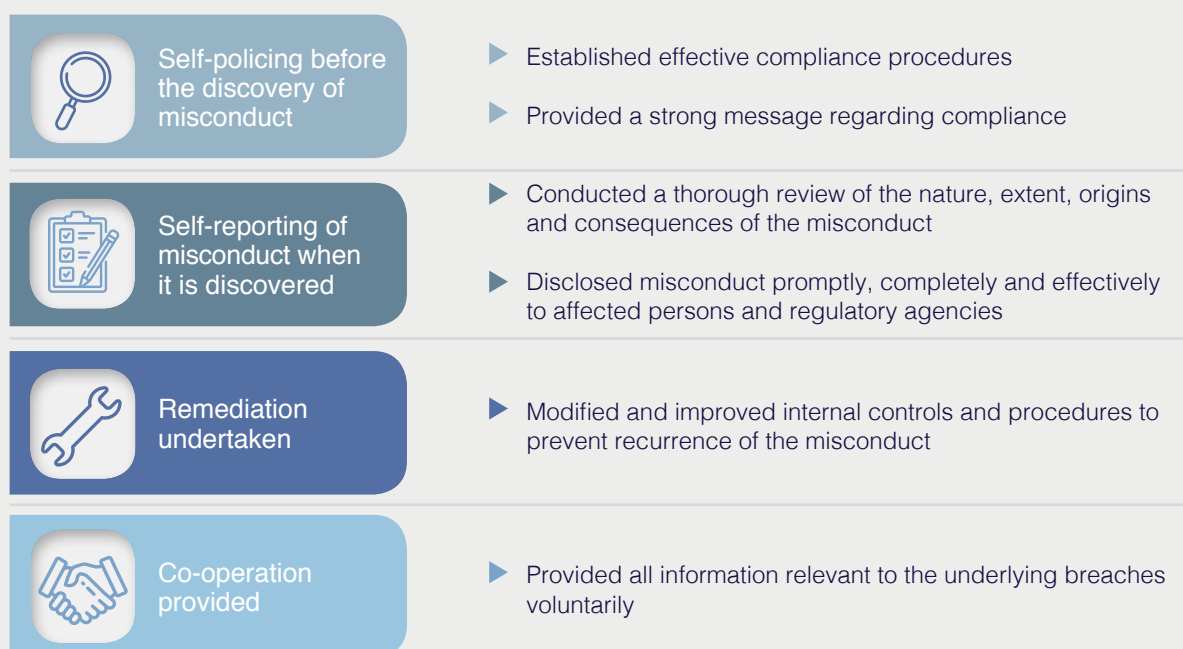 Self-policing before
the discovery of
misconduct
Established effective compliance procedures
Provided a strong message regarding compliance
Self-reporting of
misconduct when
it is discovered
Conducted a thorough review of the nature, extent, origins
and consequences of the misconduct
Disclosed misconduct promptly, completely and effectively
to affected persons and regulatory agencies
Remediation
undertaken
Modified and improved internal controls and procedures to
prevent recurrence of the misconduct
Co-operation
provided
Provided all information relevant to the underlying breaches
voluntarily